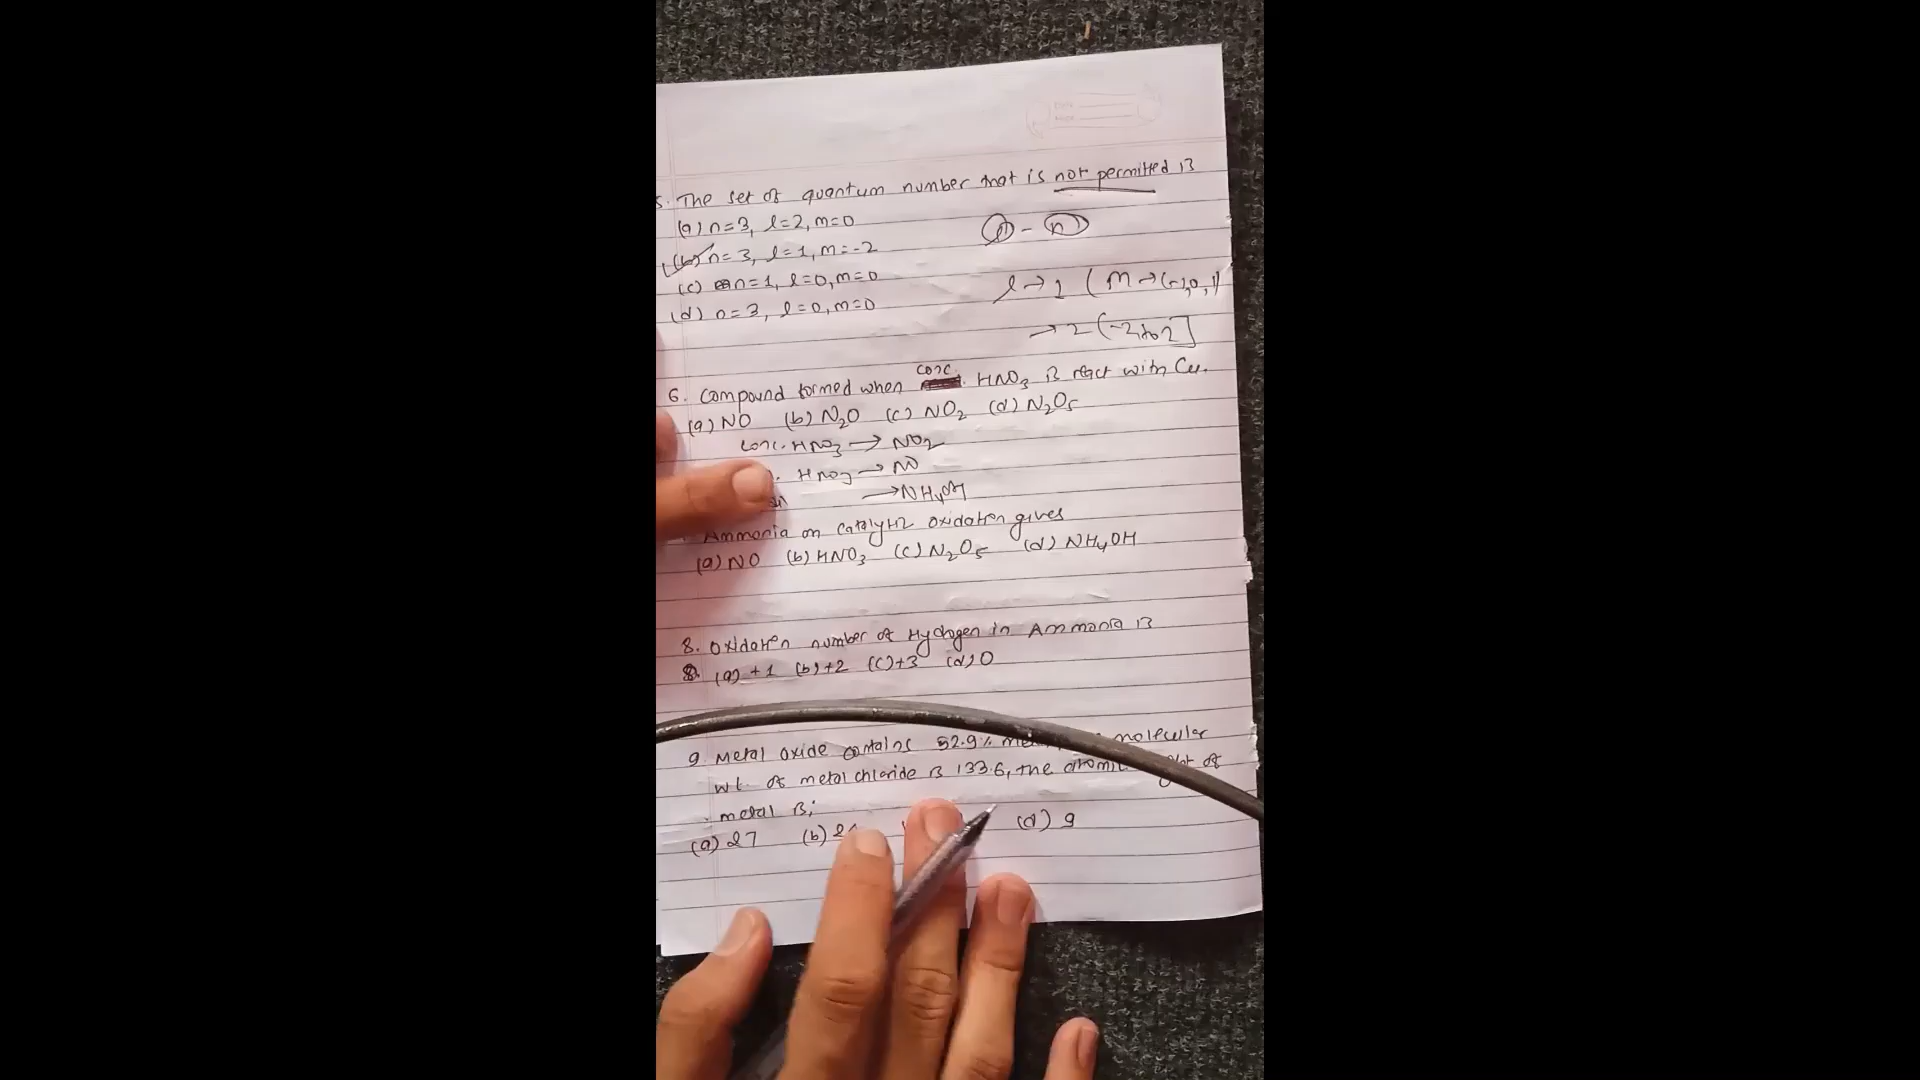 5. The set of quantum number that is not permitted is
(a) n=3, l=2, m=0
(b) n=3, l=1, m=-2
(c) n=1, l=0, m=0
(d) n=3, l=0, m=0
l → 1 (m → (-1,0,1)
→ 2 (-2 to 2]
6. Compound formed when conc. HNO3 is react with Cu.
(a) NO (b) N2O (c) NO2 (d) N2O5
conc. HNO3 → NO2
HNO3 → NO
Ammonia on catalytic oxidation gives
(a) NO (b) HNO3 (c) N2O5 (d) NH4OH
8. Oxidation number of Hydrogen in Ammonia is
(a) +1 (b) +2 (c) +3 (d) 0
9. Metal oxide contains 52.9% molecular
wt. of metal chloride is 133.6, the of
metal is;
(a) 27 (b) (d) 9